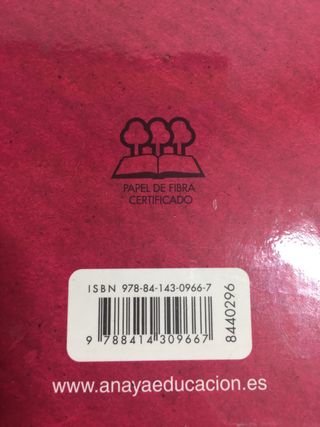 PAPEL DE FIBRA
CERTIFICADO
ISBN 978-84-143-0966-7
9 788414 309667
8440296
www.anayaeducacion.es